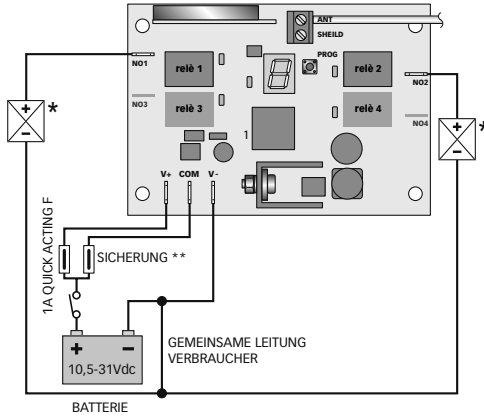 ANT
SHEILD
PROG
NO1
relè 1
relè 2
NO2
NO3
relè 3
relè 4
NO4
*
+
−
*
+
−
1
V+ COM V-
1A QUICK ACTING F
SICHERUNG **
+ −
10,5-31Vdc
GEMEINSAME LEITUNG
VERBRAUCHER
BATTERIE